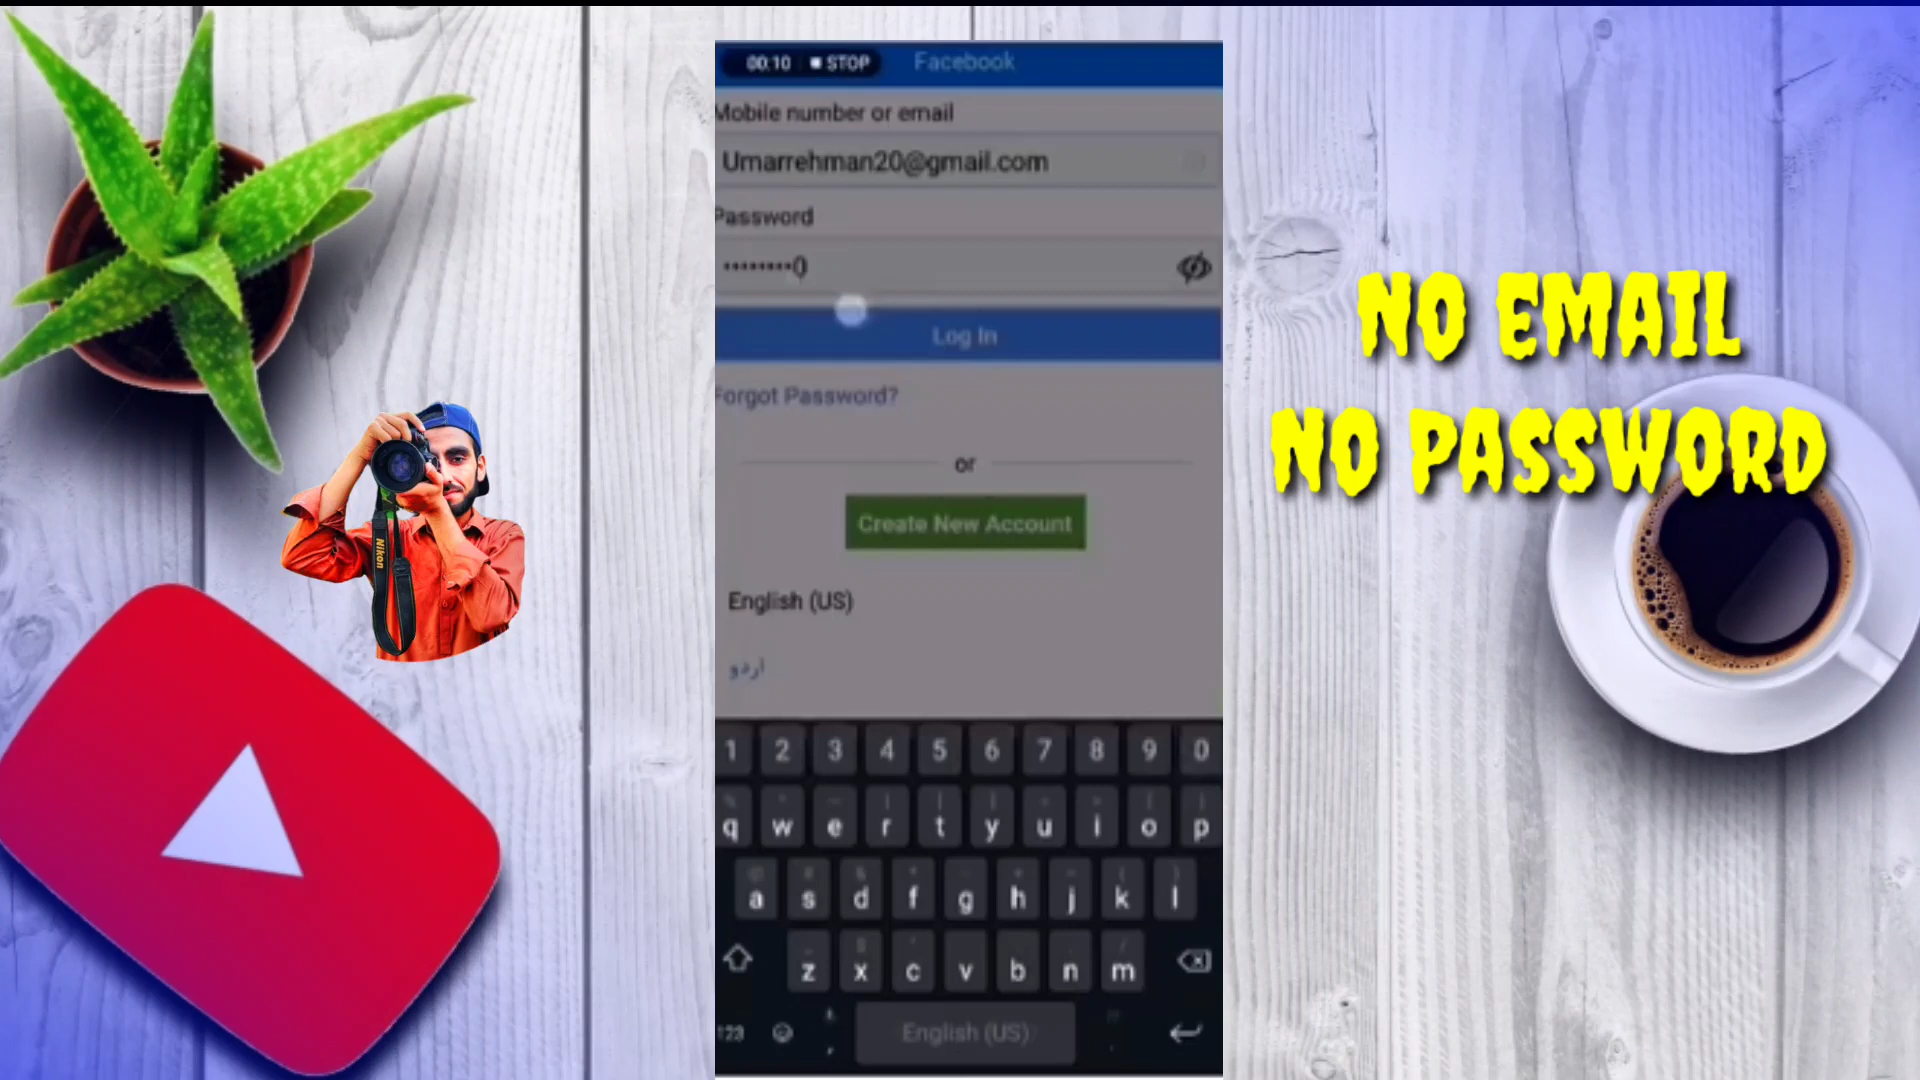 00:10 STOP Facebook
Mobile number or email
Umarrehman20@gmail.com
Password
••••••••()
Log In
Forgot Password?
or
Create New Account
English (US)
اردو
1 2 3 4 5 6 7 8 9 0
q w e r t y u i o p
a s d f g h j k l
z x c v b n m
123 English (US)
Nikon
NO EMAIL
NO PASSWORD